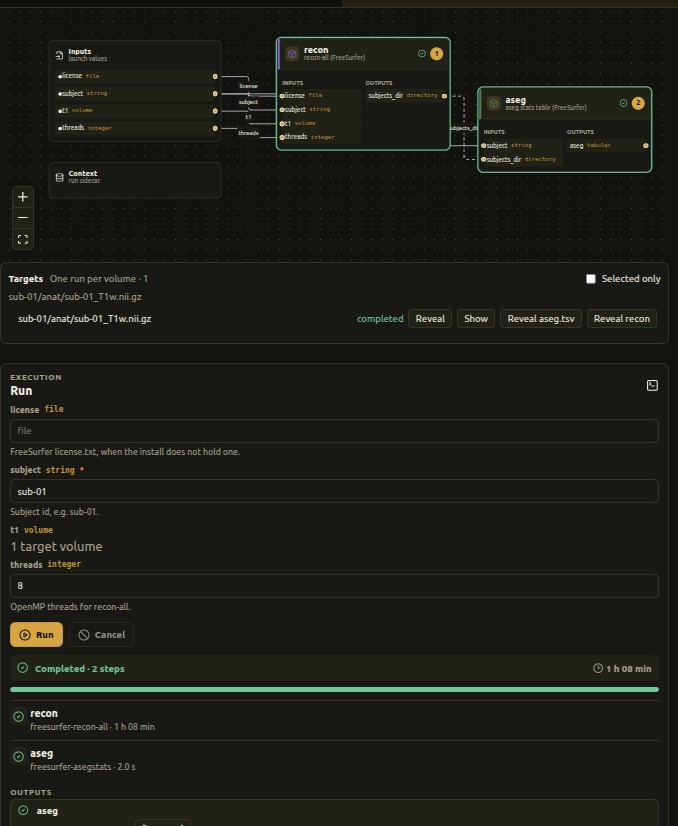 Inputs
launch values
license file
subject string
t1 volume
threads integer
license
subject
t1
threads
recon
recon-all (FreeSurfer)
1
INPUTS OUTPUTS
license file subjects_dir directory
subject string
t1 volume
threads integer
subjects_di
aseg
aseg stats table (FreeSurfer)
2
INPUTS OUTPUTS
subject string aseg tabular
subjects_dir directory
Context
run sidecar
Targets One run per volume · 1 Selected only
sub-01/anat/sub-01_T1w.nii.gz
sub-01/anat/sub-01_T1w.nii.gz completed Reveal Show Reveal aseg.tsv Reveal recon
EXECUTION
Run
license file
file
FreeSurfer license.txt, when the install does not hold one.
subject string *
sub-01
Subject id, e.g. sub-01.
t1 volume
1 target volume
threads integer
8
OpenMP threads for recon-all.
Run Cancel
Completed · 2 steps 1 h 08 min
recon
freesurfer-recon-all · 1 h 08 min
aseg
freesurfer-asegstats · 2.0 s
OUTPUTS
aseg